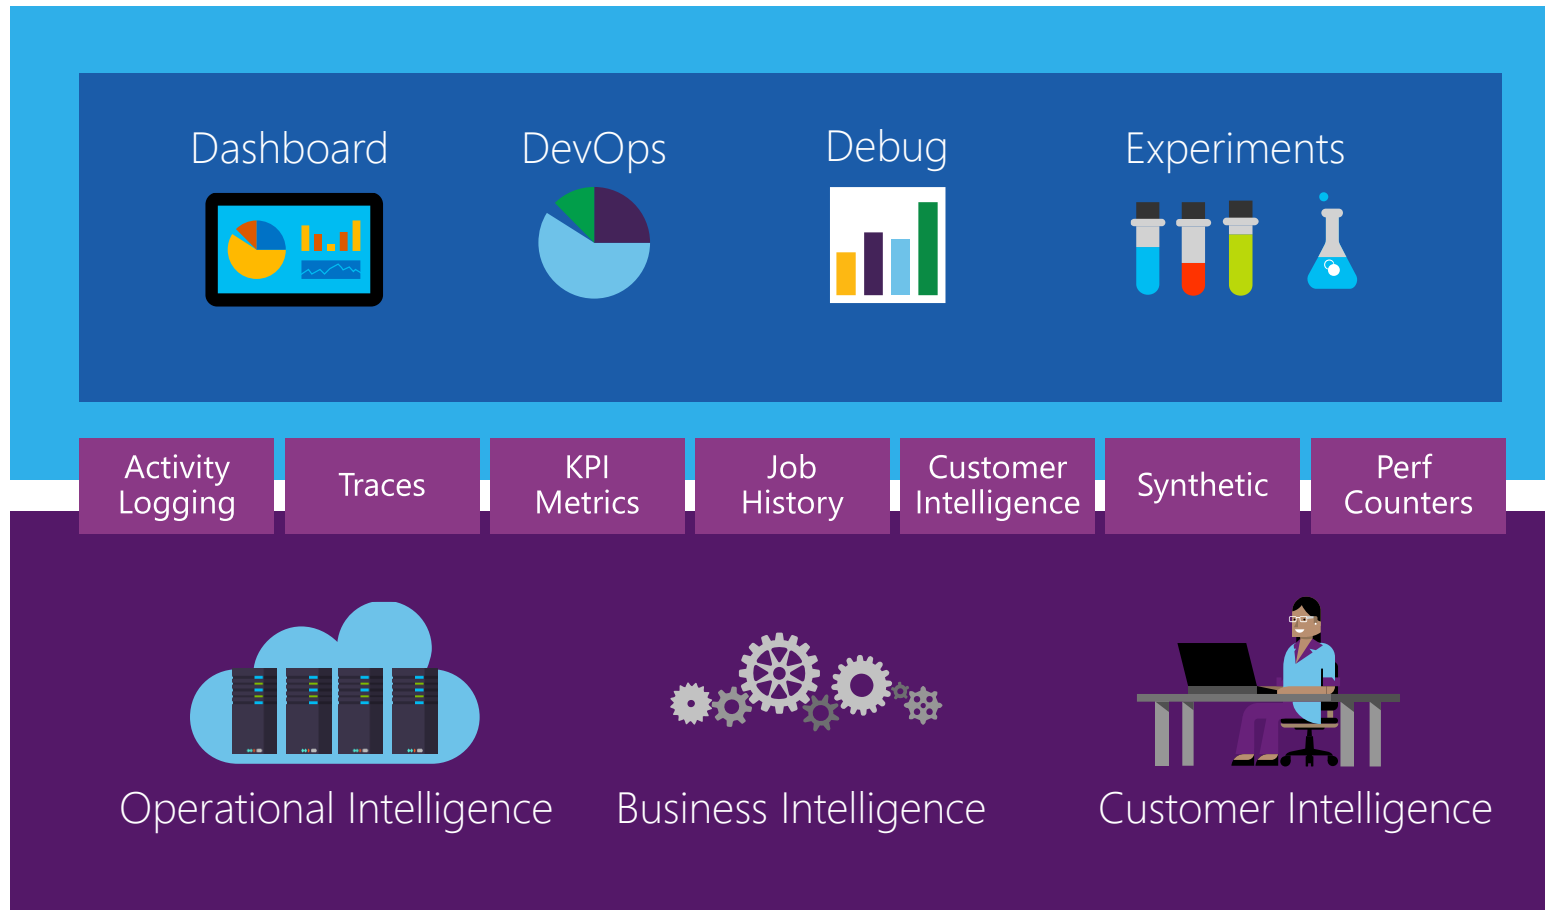 Dashboard
DevOps
Debug
Experiments
Activity
Logging
Traces
KPI
Metrics
Job
History
Customer
Intelligence
Synthetic
Perf
Counters
Operational Intelligence
Business Intelligence
Customer Intelligence